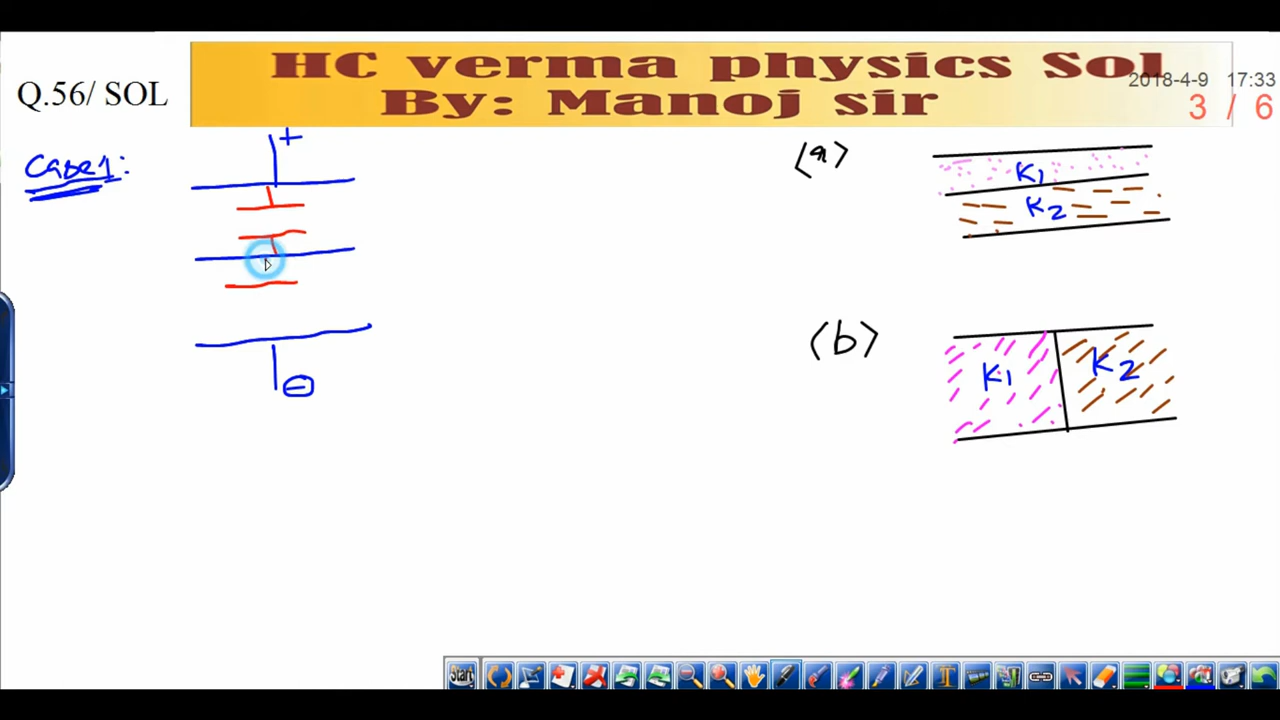 HC verma physics Sol
By: Manoj sir
2018-4-9 17:33
3 / 6
Q.56/ SOL
Case1:
+
-
(a)
K1
K2
(b)
K1 K2
Start